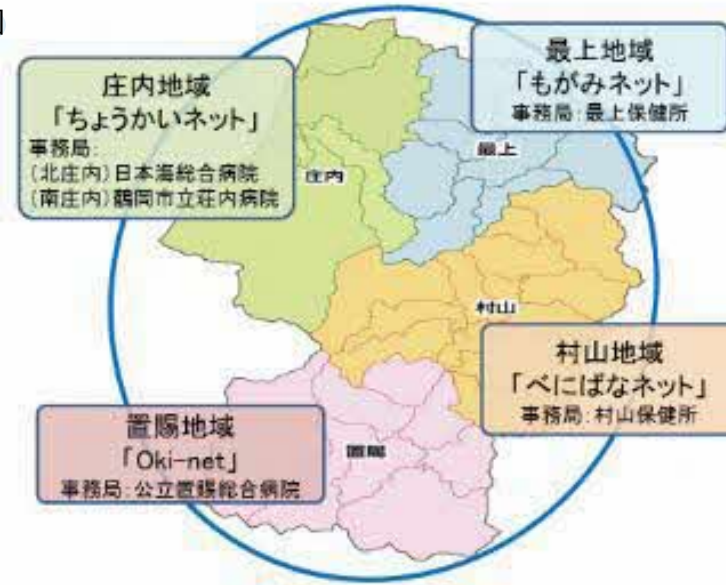 庄内地域
「ちょうかいネット」
事務局：
(北庄内)日本海総合病院
(南庄内)鶴岡市立荘内病院
最上地域
「もがみネット」
事務局：最上保健所
最上
庄内
村山
村山地域
「べにばなネット」
事務局：村山保健所
置賜地域
「Oki-net」
事務局：公立置賜総合病院
置賜